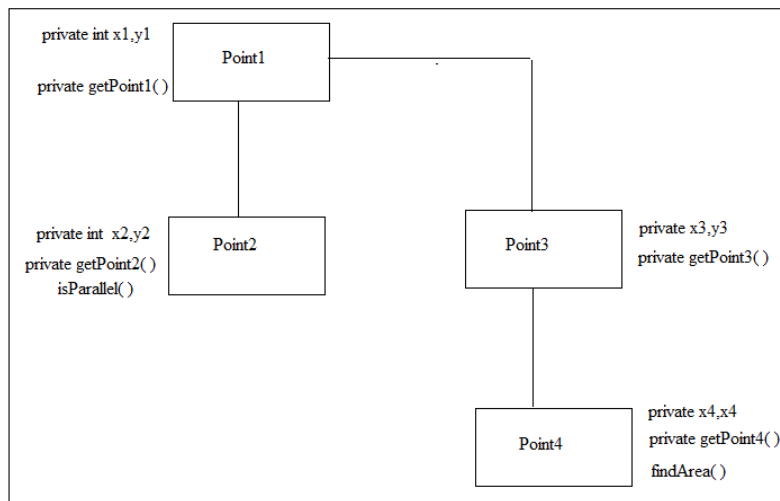 private int x1,y1
Point1
private getPoint1( )
private int x2,y2
private getPoint2( )
isParallel( )
Point2
Point3
private x3,y3
private getPoint3( )
Point4
private x4,x4
private getPoint4( )
findArea( )